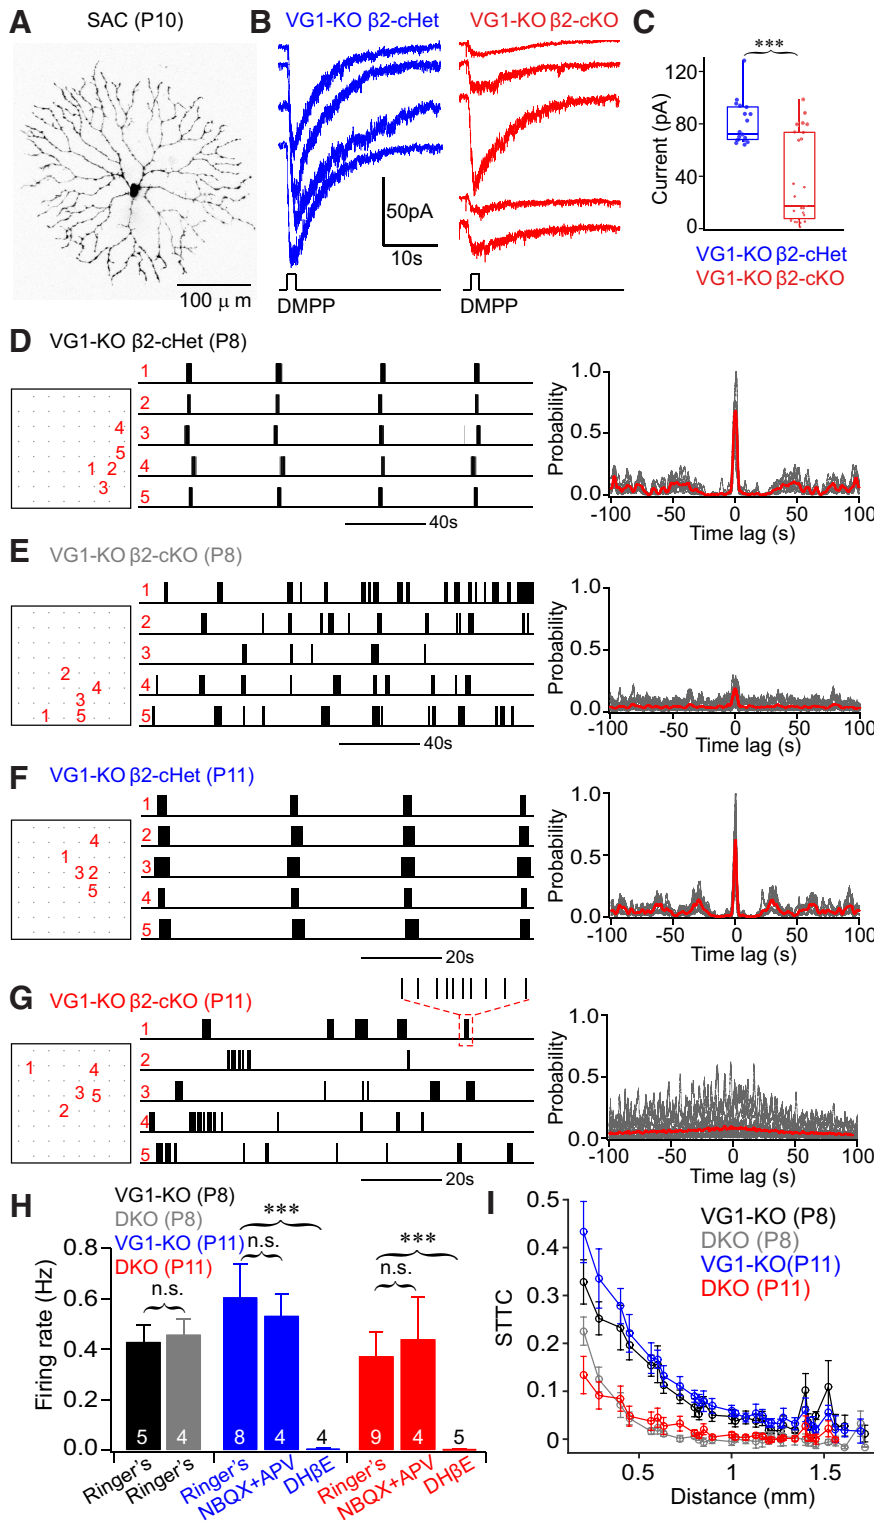 A SAC (P10)
100 μ m
B VG1-KO β2-cHet VG1-KO β2-cKO
50pA
10s
DMPP DMPP
C
***
Current (pA)
120
80
40
0
VG1-KO β2-cHet
VG1-KO β2-cKO
D VG1-KO β2-cHet (P8)
4
5
1 2
3
1
2
3
4
5
40s
Probability
1.0
0.5
0.0
-100 -50 0 50 100
Time lag (s)
E VG1-KO β2-cKO (P8)
2
4
3
1 5
1
2
3
4
5
40s
Probability
1.0
0.5
0.0
-100 -50 0 50 100
Time lag (s)
F VG1-KO β2-cHet (P11)
4
1
3 2
5
1
2
3
4
5
20s
Probability
1.0
0.5
0.0
-100 -50 0 50 100
Time lag (s)
G VG1-KO β2-cKO (P11)
1 4
3 5
2
1
2
3
4
5
20s
Probability
1.0
0.5
0.0
-100 -50 0 50 100
Time lag (s)
H
VG1-KO (P8)
DKO (P8)
VG1-KO (P11)
DKO (P11)
Firing rate (Hz)
0.8
0.6
0.4
0.2
0.0
n.s. n.s. *** n.s. ***
5 4 8 4 4 9 4 5
Ringer's Ringer's Ringer's NBQX+APV DHβE Ringer's NBQX+APV DHβE
I
VG1-KO (P8)
DKO (P8)
VG1-KO(P11)
DKO (P11)
STTC
0.5
0.4
0.3
0.2
0.1
0
0.5 1 1.5
Distance (mm)